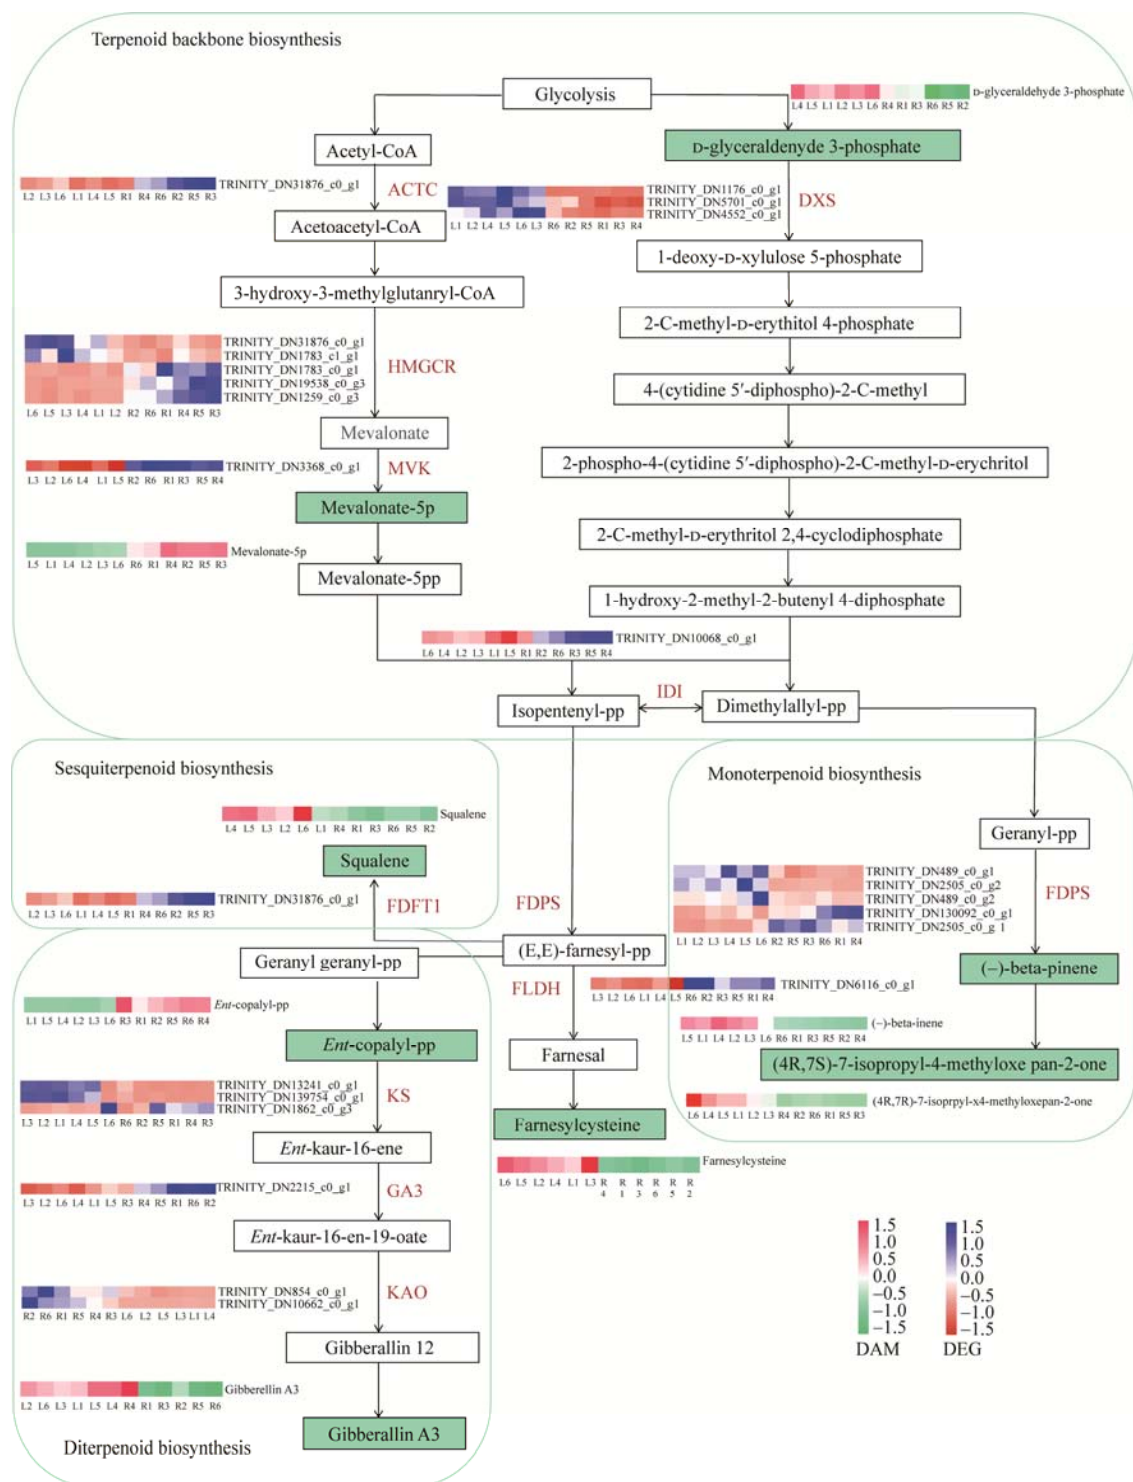 Terpenoid backbone biosynthesis
Glycolysis
L4 L5 L1 L2 L3 L6 R4 R1 R3 R6 R5 R2
D-glyceraldehyde 3-phosphate
Acetyl-CoA
D-glyceraldenyde 3-phosphate
TRINITY_DN31876_c0_g1
L2 L3 L6 L1 L4 L5 R1 R4 R6 R2 R5 R3
ACTC
TRINITY_DN1176_c0_g1
TRINITY_DN5701_c0_g1
TRINITY_DN4552_c0_g1
L1 L2 L4 L5 L6 L3 R6 R2 R5 R1 R3 R4
DXS
Acetoacetyl-CoA
1-deoxy-D-xylulose 5-phosphate
3-hydroxy-3-methylglutanryl-CoA
2-C-methyl-D-erythitol 4-phosphate
TRINITY_DN31876_c0_g1
TRINITY_DN1783_c1_g1
TRINITY_DN1783_c0_g1
TRINITY_DN19538_c0_g3
TRINITY_DN1259_c0_g3
L6 L5 L3 L4 L1 L2 R2 R6 R1 R4 R5 R3
HMGCR
4-(cytidine 5′-diphospho)-2-C-methyl
Mevalonate
2-phospho-4-(cytidine 5′-diphospho)-2-C-methyl-D-erychritol
TRINITY_DN3368_c0_g1
L3 L2 L6 L4 L1 L5 R2 R6 R1 R3 R5 R4
MVK
Mevalonate-5p
2-C-methyl-D-erythritol 2,4-cyclodiphosphate
Mevalonate-5p
L5 L1 L4 L2 L3 L6 R6 R1 R4 R2 R5 R3
Mevalonate-5pp
1-hydroxy-2-methyl-2-butenyl 4-diphosphate
TRINITY_DN10068_c0_g1
L6 L4 L2 L3 L1 L5 R1 R2 R6 R3 R5 R4
IDI
Isopentenyl-pp
Dimethylallyl-pp
Sesquiterpenoid biosynthesis
Monoterpenoid biosynthesis
Squalene
L4 L5 L3 L2 L6 L1 R4 R1 R3 R6 R5 R2
Squalene
Geranyl-pp
TRINITY_DN31876_c0_g1
L2 L3 L6 L1 L4 L5 R1 R4 R6 R2 R5 R3
FDFT1
FDPS
TRINITY_DN489_c0_g1
TRINITY_DN2505_c0_g2
TRINITY_DN489_c0_g2
TRINITY_DN130092_c0_g1
TRINITY_DN2505_c0_g 1
L1 L2 L3 L4 L5 L6 R2 R5 R3 R6 R1 R4
FDPS
(E,E)-farnesyl-pp
Geranyl geranyl-pp
(−)-beta-pinene
FLDH
TRINITY_DN6116_c0_g1
L3 L2 L6 L1 L4 L5 R6 R2 R3 R5 R1 R4
Ent-copalyl-pp
L1 L5 L4 L2 L3 L6 R3 R1 R2 R5 R6 R4
(−)-beta-inene
L5 L1 L4 L2 L3 L6 R6 R1 R3 R5 R2 R4
Ent-copalyl-pp
Farnesal
(4R,7S)-7-isopropyl-4-methyloxe pan-2-one
TRINITY_DN13241_c0_g1
TRINITY_DN139754_c0_g1
TRINITY_DN1862_c0_g3
L3 L2 L1 L4 L5 L6 R6 R2 R5 R1 R4 R3
KS
(4R,7R)-7-isoprpyl-x4-methyloxepan-2-one
L6 L4 L5 L1 L2 L3 R4 R2 R6 R1 R5 R3
Farnesylcysteine
Ent-kaur-16-ene
Farnesylcysteine
L6 L5 L2 L4 L1 L3 R 4 R 1 R 3 R 6 R 5 R 2
TRINITY_DN2215_c0_g1
L3 L2 L6 L4 L1 L5 R3 R4 R5 R1 R6 R2
GA3
Ent-kaur-16-en-19-oate
TRINITY_DN854_c0_g1
TRINITY_DN10662_c0_g1
R2 R6 R1 R5 R4 R3 L6 L2 L5 L3 L1 L4
KAO
1.5 1.5
1.0 1.0
0.5 0.5
0.0 0.0
−0.5 −0.5
−1.0 −1.0
−1.5 −1.5
DAM DEG
Gibberallin 12
Gibberellin A3
L2 L6 L3 L1 L5 L4 R4 R1 R3 R2 R5 R6
Gibberallin A3
Diterpenoid biosynthesis